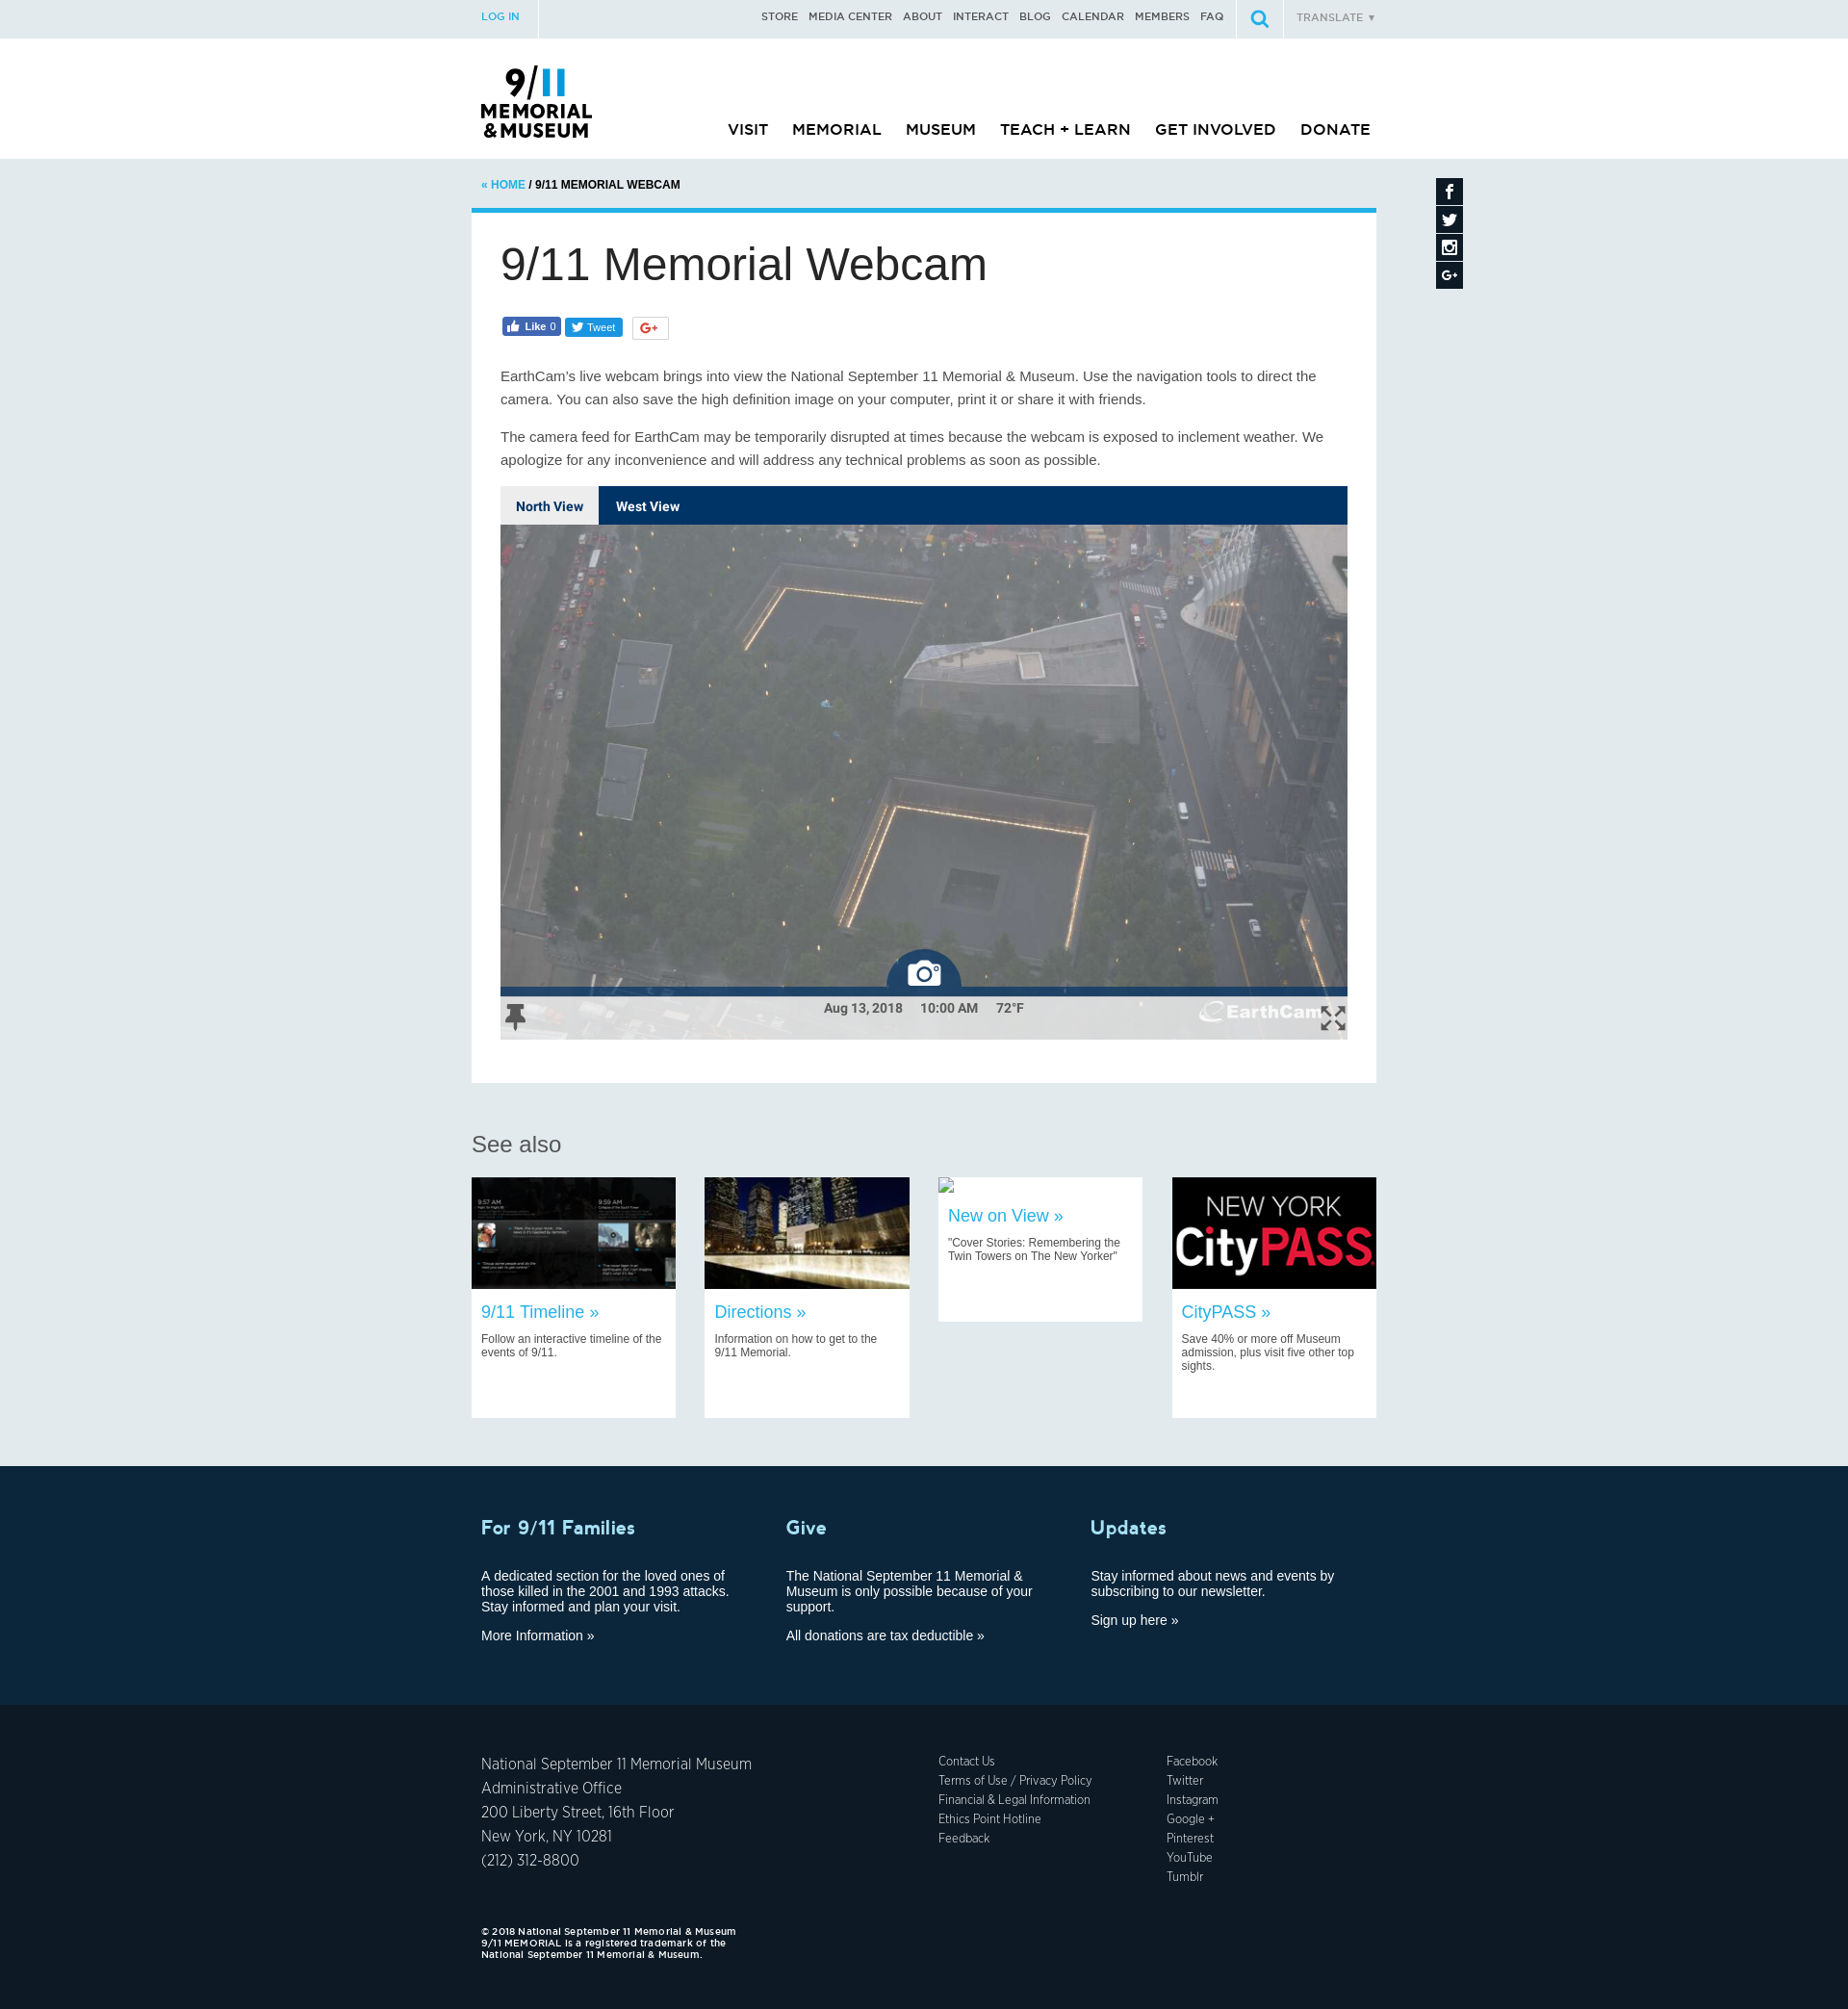 LOG IN
STORE MEDIA CENTER ABOUT INTERACT BLOG CALENDAR MEMBERS FAQ
TRANSLATE ▼
9/11
MEMORIAL
&MUSEUM
VISIT MEMORIAL MUSEUM TEACH + LEARN GET INVOLVED DONATE
« HOME / 9/11 MEMORIAL WEBCAM
9/11 Memorial Webcam
Like 0
Tweet
G+
EarthCam's live webcam brings into view the National September 11 Memorial & Museum. Use the navigation tools to direct the
camera. You can also save the high definition image on your computer, print it or share it with friends.
The camera feed for EarthCam may be temporarily disrupted at times because the webcam is exposed to inclement weather. We
apologize for any inconvenience and will address any technical problems as soon as possible.
North View West View
Aug 13, 2018 10:00 AM 72°F
EarthCam
See also
9:57 AM
9:59 AM
NEW YORK
CityPASS
9/11 Timeline »
Follow an interactive timeline of the
events of 9/11.
Directions »
Information on how to get to the
9/11 Memorial.
New on View »
"Cover Stories: Remembering the
Twin Towers on The New Yorker"
CityPASS »
Save 40% or more off Museum
admission, plus visit five other top
sights.
For 9/11 Families
A dedicated section for the loved ones of
those killed in the 2001 and 1993 attacks.
Stay informed and plan your visit.
More Information »
Give
The National September 11 Memorial &
Museum is only possible because of your
support.
All donations are tax deductible »
Updates
Stay informed about news and events by
subscribing to our newsletter.
Sign up here »
National September 11 Memorial Museum
Administrative Office
200 Liberty Street, 16th Floor
New York, NY 10281
(212) 312-8800
Contact Us
Terms of Use / Privacy Policy
Financial & Legal Information
Ethics Point Hotline
Feedback
Facebook
Twitter
Instagram
Google +
Pinterest
YouTube
Tumblr
© 2018 National September 11 Memorial & Museum
9/11 MEMORIAL is a registered trademark of the
National September 11 Memorial & Museum.